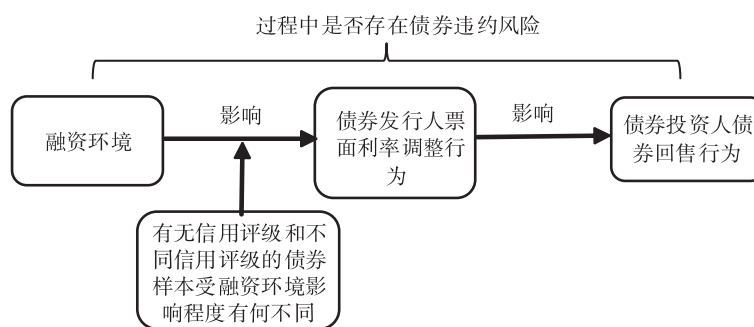 过程中是否存在债券违约风险
融资环境
影响
债券发行人票
面利率调整行
为
影响
债券投资人债
券回售行为
有无信用评级和不
同信用评级的债券
样本受融资环境影
响程度有何不同